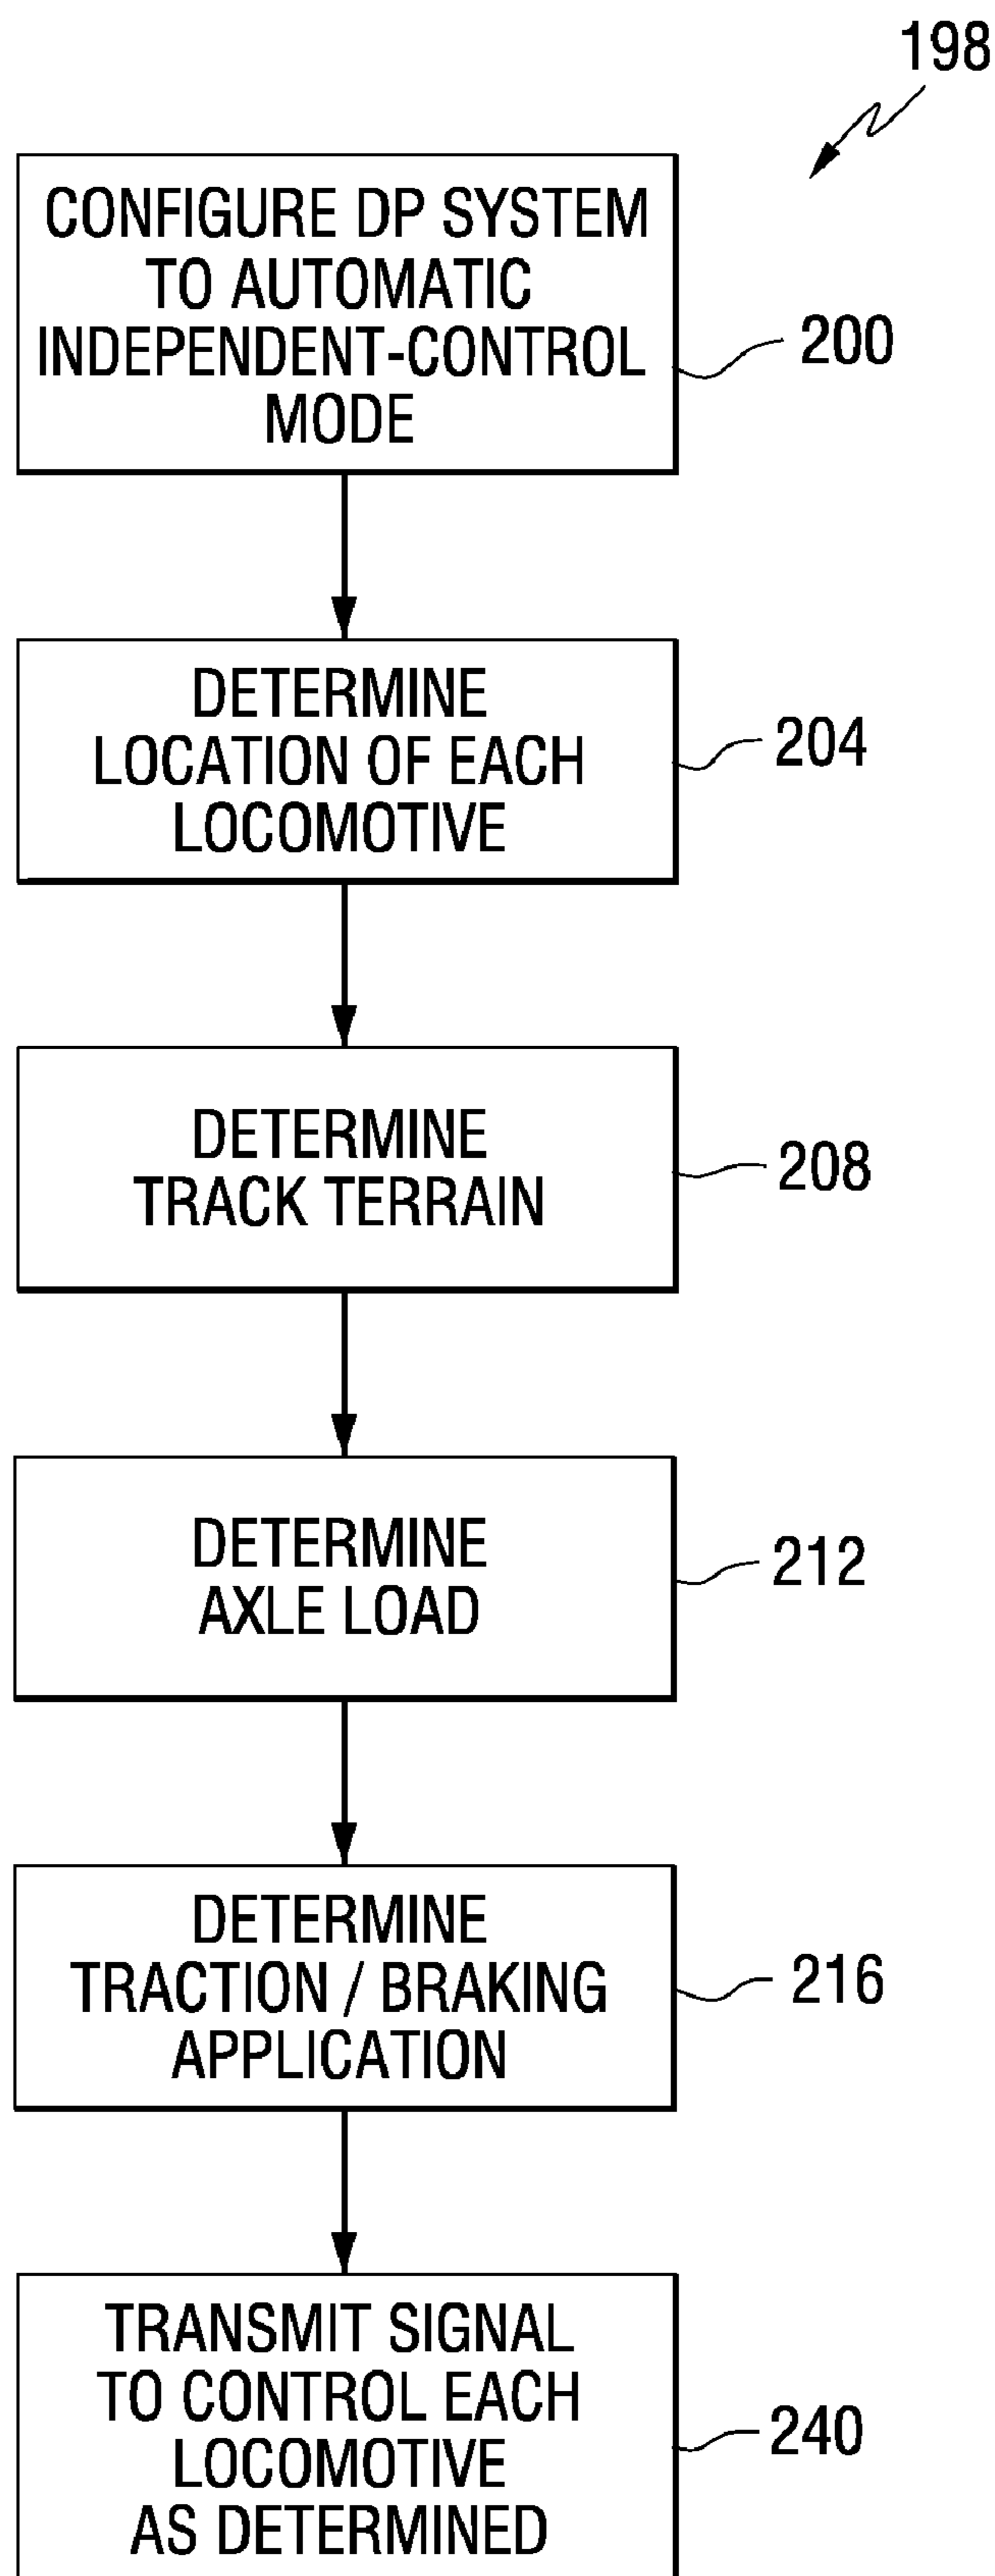 198
CONFIGURE DP SYSTEM
TO AUTOMATIC
INDEPENDENT-CONTROL
MODE
200
DETERMINE
LOCATION OF EACH
LOCOMOTIVE
204
DETERMINE
TRACK TERRAIN
208
DETERMINE
AXLE LOAD
212
DETERMINE
TRACTION / BRAKING
APPLICATION
216
TRANSMIT SIGNAL
TO CONTROL EACH
LOCOMOTIVE
AS DETERMINED
240